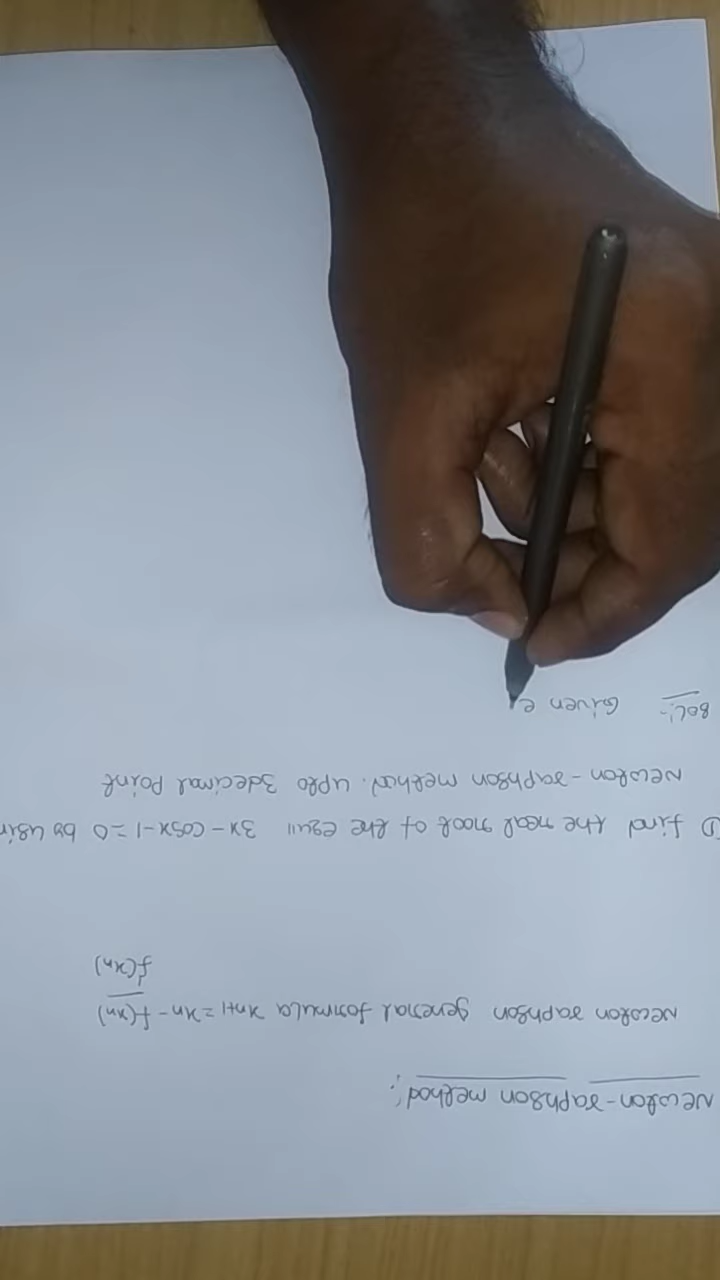 Newton-raphson method:
Newton raphson general formula xn+1 = xn - f(xn)
f'(xn)
① find the real root of the equn 3x - cosx - 1 = 0 by usin
Newton-raphson method. upto 3decimal Point
Sol:- Given e